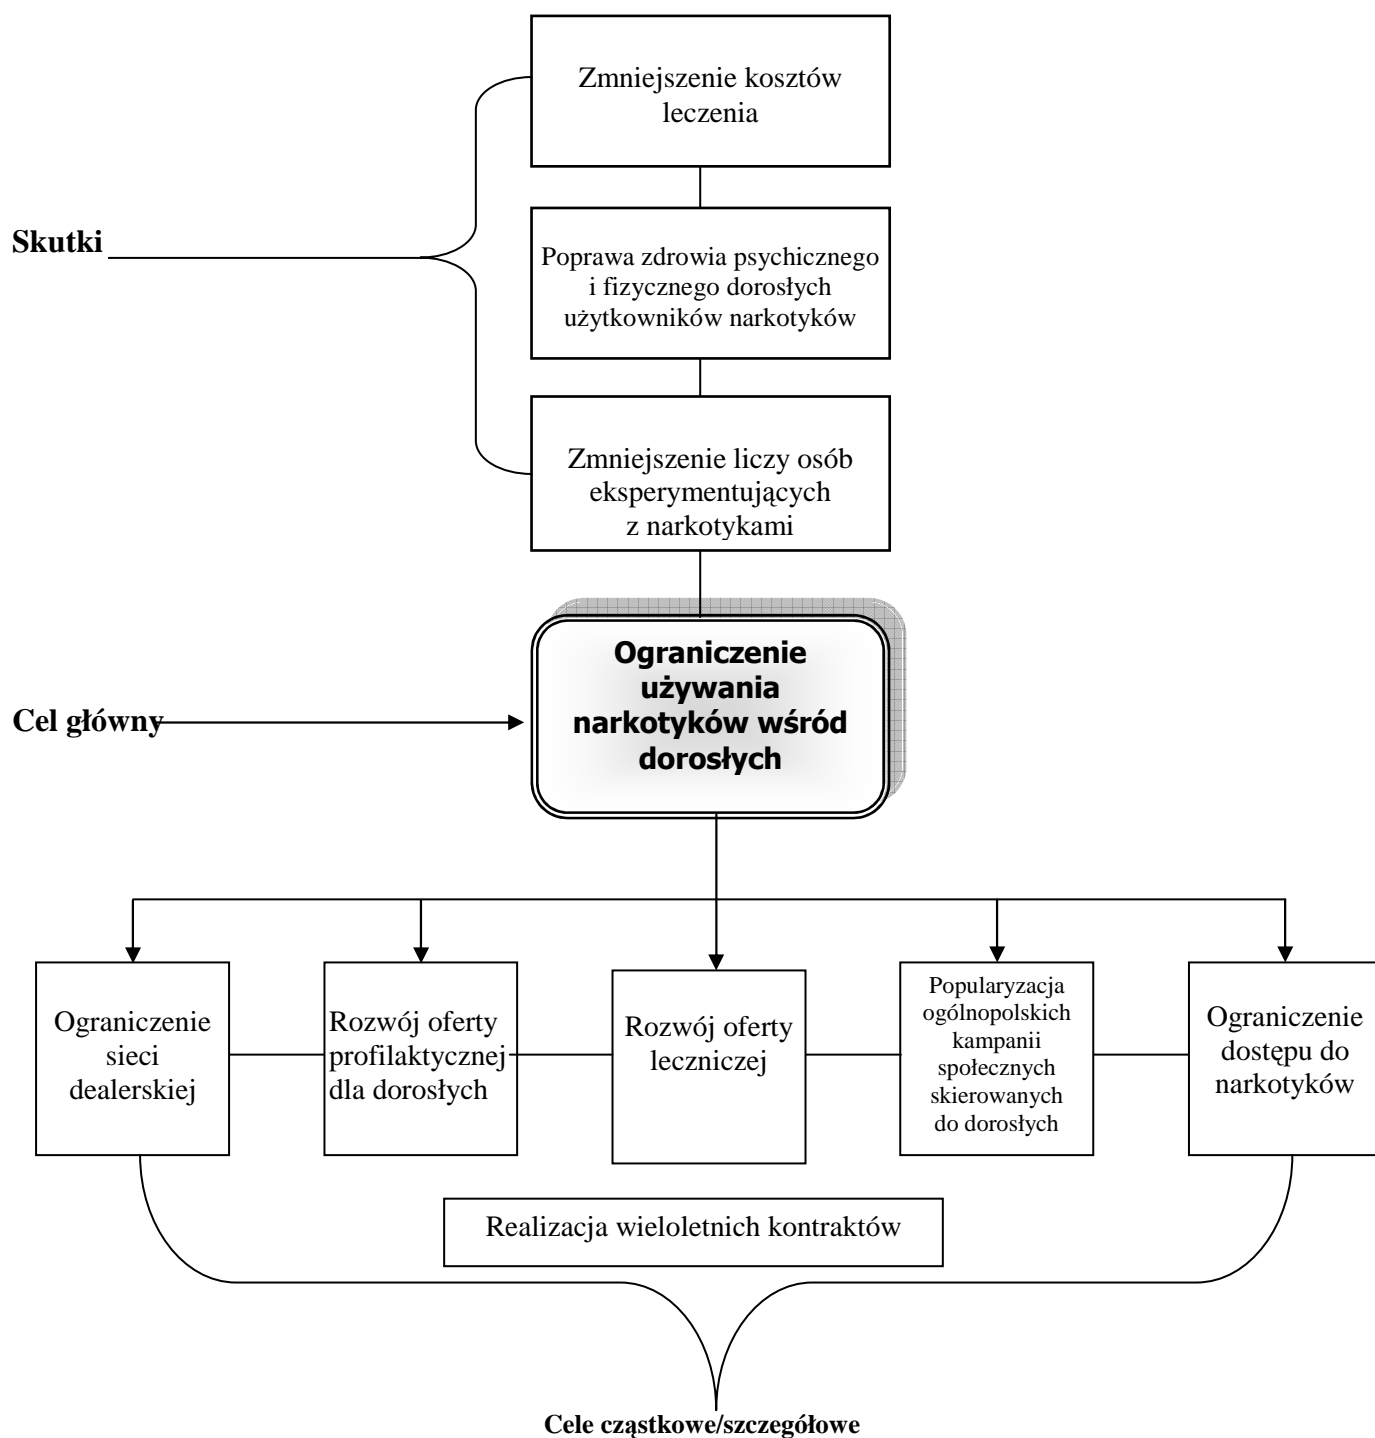 Zmniejszenie kosztów
leczenia
Skutki
Poprawa zdrowia psychicznego
i fizycznego dorosłych
użytkowników narkotyków
Zmniejszenie liczy osób
eksperymentujących
z narkotykami
Cel główny
Ograniczenie
używania
narkotyków wśród
dorosłych
Ograniczenie
sieci
dealerskiej
Rozwój oferty
profilaktycznej
dla dorosłych
Rozwój oferty
leczniczej
Popularyzacja
ogólnopolskich
kampanii
społecznych
skierowanych
do dorosłych
Ograniczenie
dostępu do
narkotyków
Realizacja wieloletnich kontraktów
Cele cząstkowe/szczegółowe